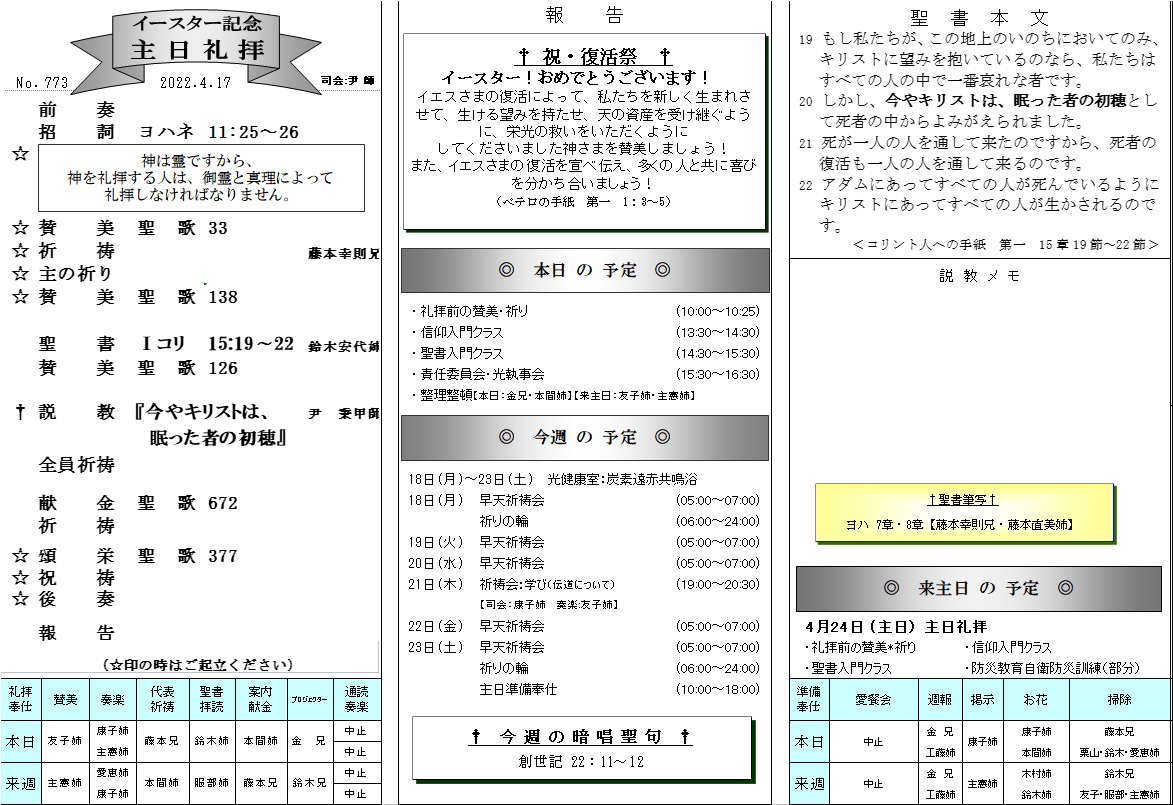 イースター記念
主日礼拝
No. 773 2022.4.17 司会:尹 師
前 奏
招 詞 ヨハネ 11:25～26
☆ 神は霊ですから、
神を礼拝する人は、御霊と真理によって
礼拝しなければなりません。
☆ 賛 美 聖 歌 33
☆ 祈 祷 藤本幸則兄
☆ 主の祈り
☆ 賛 美 聖 歌 138
聖 書 Ｉコリ 15:19～22 鈴木安代姉
賛 美 聖 歌 126
† 説 教 『今やキリストは、 尹 秉甲師
眠った者の初穂』
全員祈祷
献 金 聖 歌 672
祈 祷
☆ 頌 栄 聖 歌 377
☆ 祝 祷
☆ 後 奏
報 告
(☆印の時はご起立ください)
礼拝奉仕 賛美 奏楽 代表祈祷 聖書拝読 案内献金 プロジェクター 通読奏楽
本日 友子姉 康子姉 主憲姉 藤本兄 鈴木姉 本間姉 金 兄 中止 中止
来週 主憲姉 愛恵姉 康子姉 本間姉 服部姉 藤本兄 鈴木兄 中止 中止
報 告
† 祝・復活祭 †
イースター！おめでとうございます！
イエスさまの復活によって、私たちを新しく生まれさ
せて、生ける望みを持たせ、天の資産を受け継ぐよう
に、栄光の救いをいただくように
してくださいました神さまを賛美しましょう！
また、イエスさまの復活を宣べ伝え、多くの人と共に喜び
を分かち合いましょう！
(ペテロの手紙 第一 1：3～5)
◎ 本日 の 予定 ◎
・礼拝前の賛美・祈り (10:00～10:25)
・信仰入門クラス (13:30～14:30)
・聖書入門クラス (14:30～15:30)
・責任委員会・光執事会 (15:30～16:30)
・整理整頓【本日：金兄・本間姉】【来主日：友子姉・主憲姉】
◎ 今週 の 予定 ◎
18日(月)～23日(土) 光健康室：炭素遠赤共鳴浴
18日(月) 早天祈祷会 (05:00～07:00)
祈りの輪 (06:00～24:00)
19日(火) 早天祈祷会 (05:00～07:00)
20日(水) 早天祈祷会 (05:00～07:00)
21日(木) 祈祷会:学び(伝道について) (19:00～20:30)
【司会：康子姉 奏楽:友子姉】
22日(金) 早天祈祷会 (05:00～07:00)
23日(土) 早天祈祷会 (05:00～07:00)
祈りの輪 (06:00～24:00)
主日準備奉仕 (10:00～18:00)
† 今週の暗唱聖句 †
創世記 22：11～12
聖書本文
19 もし私たちが、この地上のいのちにおいてのみ、
キリストに望みを抱いているのなら、私たちは
すべての人の中で一番哀れな者です。
20 しかし、今やキリストは、眠った者の初穂とし
て死者の中からよみがえられました。
21 死が一人の人を通して来たのですから、死者の
復活も一人の人を通して来るのです。
22 アダムにあってすべての人が死んでいるように
キリストにあってすべての人が生かされるので
す。
＜コリント人への手紙 第一 15章19節～22節＞
説教メモ
†聖書筆写†
ヨハ 7章・8章【藤本幸則兄・藤本直美姉】
◎ 来主日 の 予定 ◎
4月24日(主日) 主日礼拝
・礼拝前の賛美*祈り ・信仰入門クラス
・聖書入門クラス ・防災教育自衛防災訓練(部分)
準備奉仕 愛餐会 週報 掲示 お花 掃除
本日 中止 金 兄 工藤姉 康子姉 康子姉 本間姉 藤本兄 栗山・鈴木・愛恵姉
来週 中止 金 兄 工藤姉 主憲姉 木村姉 鈴木姉 鈴木兄 友子・服部・主憲姉